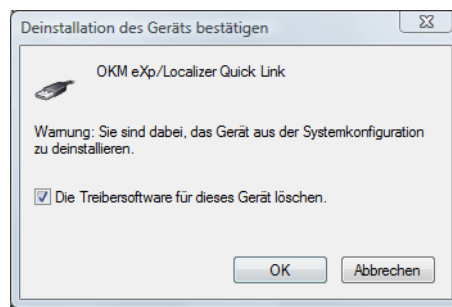 Deinstallation des Geräts bestätigen
OKM eXp/Localizer Quick Link
Warnung: Sie sind dabei, das Gerät aus der Systemkonfiguration
zu deinstallieren.
Die Treibersoftware für dieses Gerät löschen.
OK
Abbrechen